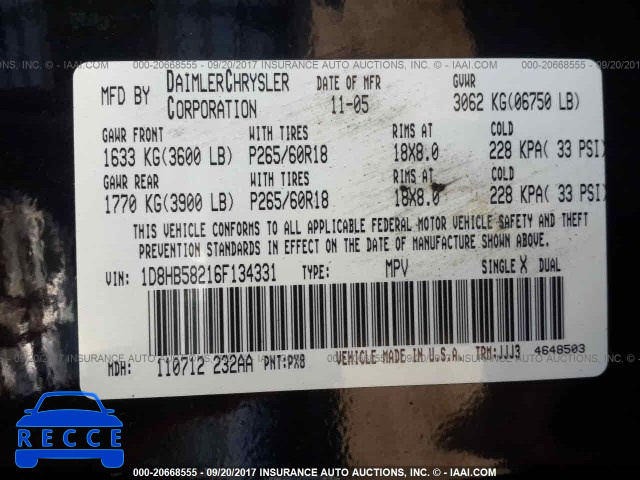 000-20668555 - 09/20/2017 INSURANCE AUTO AUCTIONS, INC. - © IAAI.COM
MFD BY DAIMLERCHRYSLER CORPORATION
DATE OF MFR 11-05
GVWR 3062 KG(06750 LB)
GAWR FRONT WITH TIRES RIMS AT COLD
1633 KG(3600 LB) P265/60R18 18X8.0 228 KPA( 33 PSI)
GAWR REAR WITH TIRES RIMS AT COLD
1770 KG(3900 LB) P265/60R18 18X8.0 228 KPA( 33 PSI)
THIS VEHICLE CONFORMS TO ALL APPLICABLE FEDERAL MOTOR VEHICLE SAFETY AND THEFT
PREVENTION STANDARDS IN EFFECT ON THE DATE OF MANUFACTURE SHOWN ABOVE.
VIN: 1D8HB58216F134331 TYPE: MPV SINGLE X DUAL
MDH: 110712 232AA PNT:PX8 VEHICLE MADE IN U.S.A. TRM:JJJ3 4648503
RECCE
000-20668555 - 09/20/2017 INSURANCE AUTO AUCTIONS, INC. - © IAAI.COM